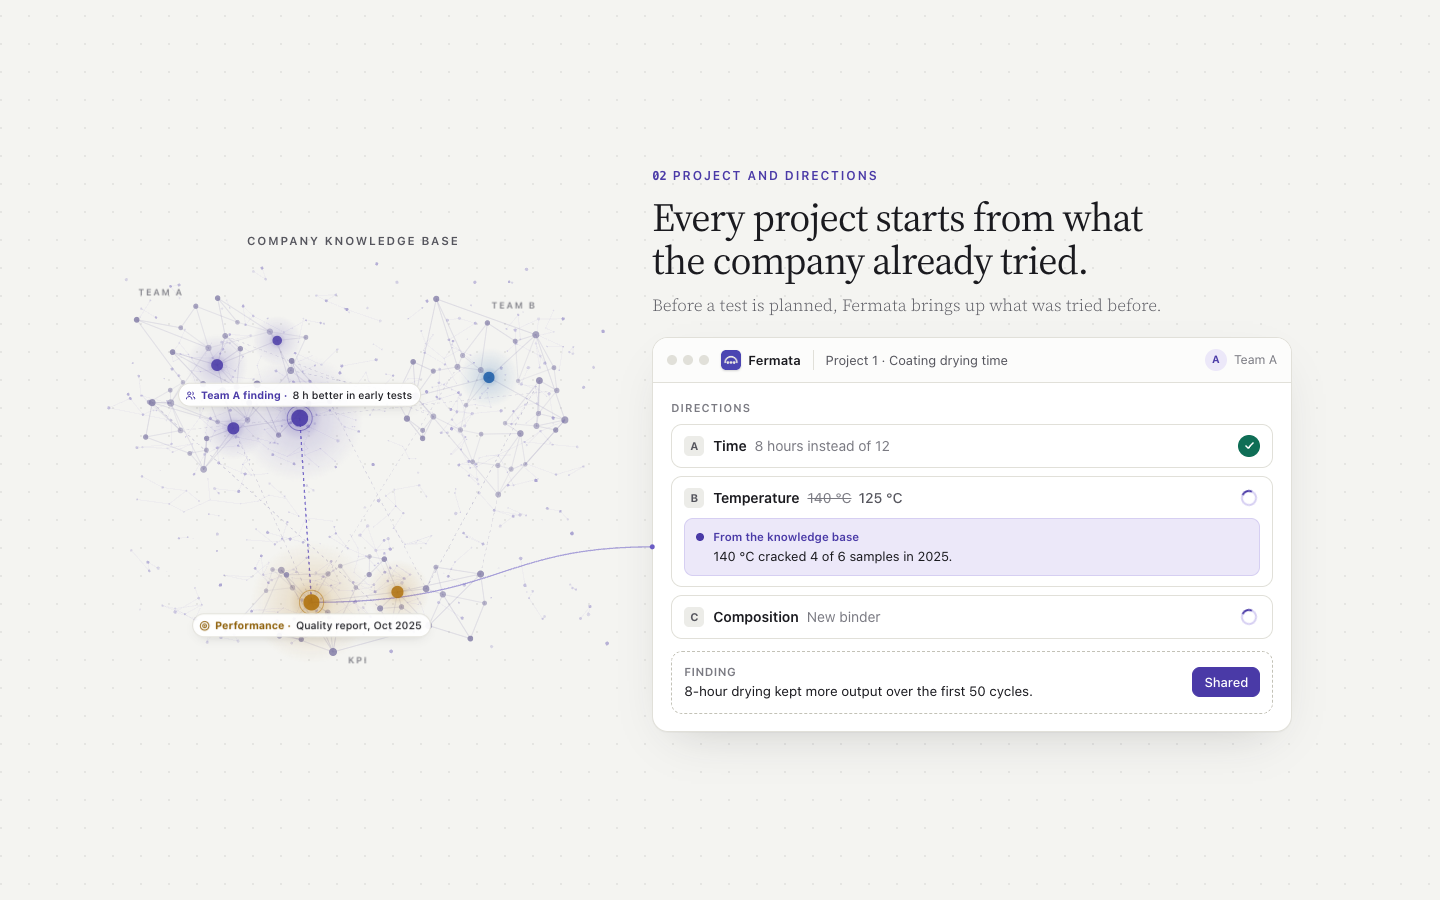 COMPANY KNOWLEDGE BASE
TEAM A
TEAM B
Team A finding · 8 h better in early tests
Performance · Quality report, Oct 2025
KPI
02 PROJECT AND DIRECTIONS
Every project starts from what
the company already tried.
Before a test is planned, Fermata brings up what was tried before.
Fermata
Project 1 · Coating drying time
A Team A
DIRECTIONS
A Time 8 hours instead of 12
B Temperature 140 °C 125 °C
From the knowledge base
140 °C cracked 4 of 6 samples in 2025.
C Composition New binder
FINDING
8-hour drying kept more output over the first 50 cycles.
Shared